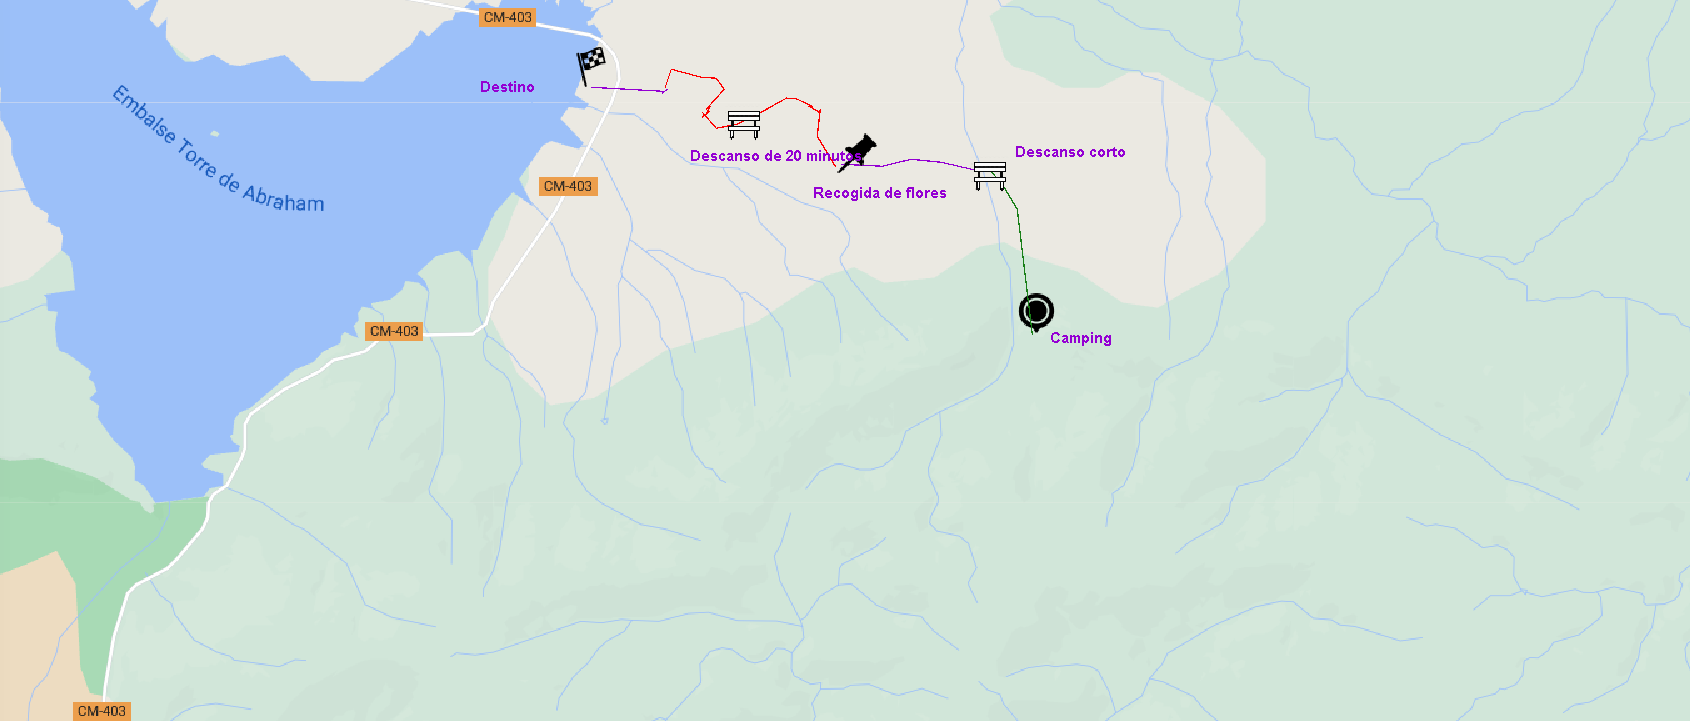 CM-403
Destino
Embalse Torre de Abraham
Descanso de 20 minutos
Descanso corto
CM-403
Recogida de flores
CM-403
Camping
CM-403